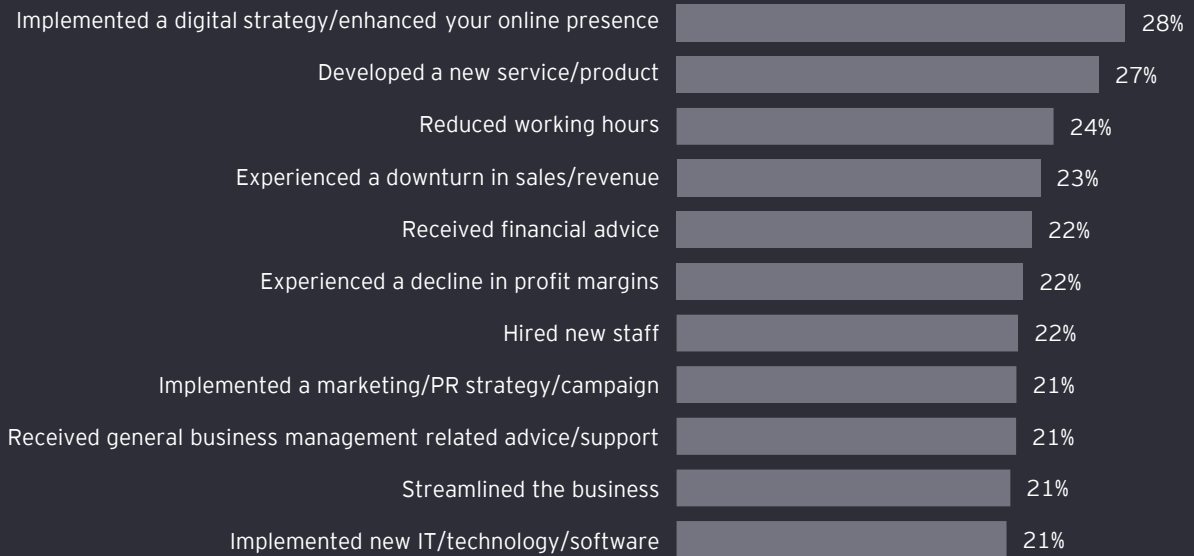 Implemented a digital strategy/enhanced your online presence 28%
Developed a new service/product 27%
Reduced working hours 24%
Experienced a downturn in sales/revenue 23%
Received financial advice 22%
Experienced a decline in profit margins 22%
Hired new staff 22%
Implemented a marketing/PR strategy/campaign 21%
Received general business management related advice/support 21%
Streamlined the business 21%
Implemented new IT/technology/software 21%